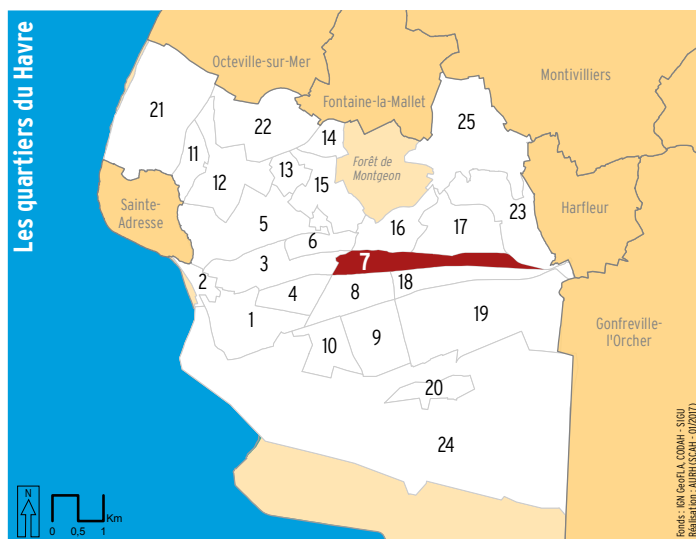 Les quartiers du Havre
Octeville-sur-Mer
Montivilliers
Fontaine-la-Mallet
21
22
14
25
11
13
Forêt de
Montgeon
12
15
Sainte-
Adresse
5
16
17
23
Harfleur
6
3
7
2
18
4
8
1
19
Gonfreville-
l'Orcher
10
9
20
24
N
0
0,5
1
Km
Fonds : IGN GeoFLA, CODAH - SIGU
Réalisation : AURH (SCAH - 01/2017)